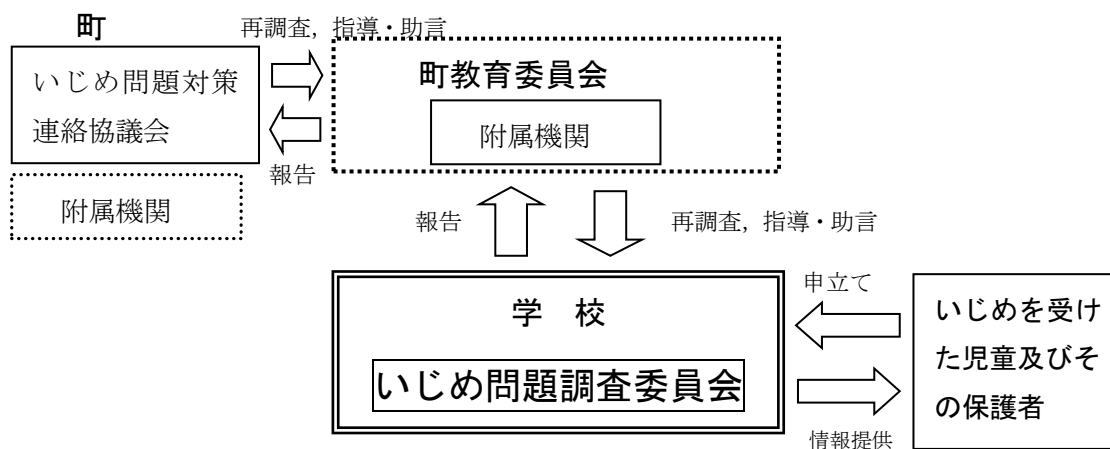 町
再調査，指導・助言
いじめ問題対策
連絡協議会
町教育委員会
附属機関
報告
附属機関
報告
再調査，指導・助言
学　校
いじめ問題調査委員会
申立て
情報提供
いじめを受け
た児童及びそ
の保護者